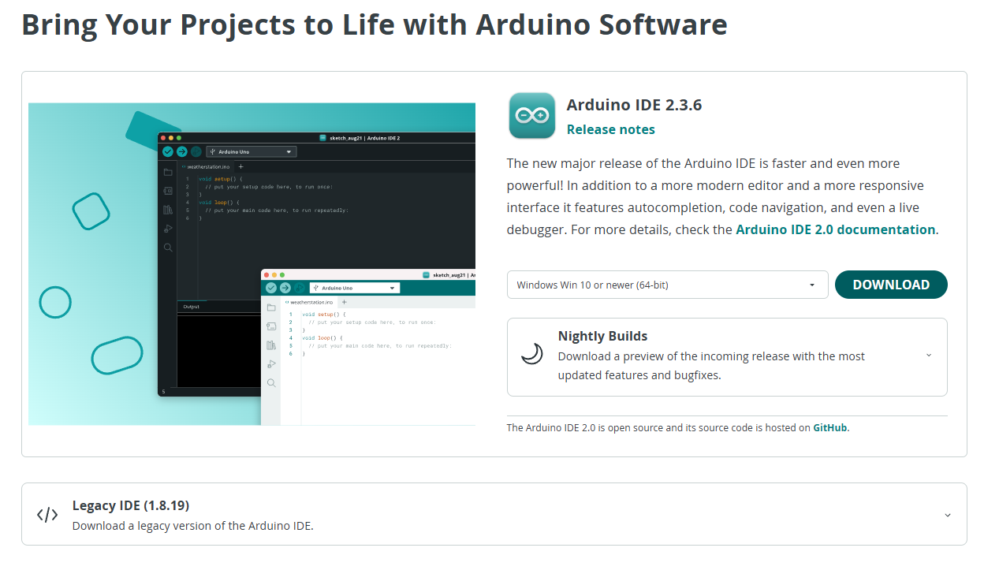 Bring Your Projects to Life with Arduino Software
sketch_aug21 | Arduino IDE 2
Arduino Uno
weatherstation.ino
1 void setup() {
2 // put your setup code here, to run once:
3 }
4 void loop() {
5 // put your main code here, to run repeatedly:
6 }
Output
5
sketch_aug21 | Ar
Arduino Uno
weatherstation.ino
1 void setup() {
2 // put your setup code here, to run once:
3 }
4 void loop() {
5 // put your main code here, to run repeatedly:
6 }
Arduino IDE 2.3.6
Release notes
The new major release of the Arduino IDE is faster and even more
powerful! In addition to a more modern editor and a more responsive
interface it features autocompletion, code navigation, and even a live
debugger. For more details, check the Arduino IDE 2.0 documentation.
Windows Win 10 or newer (64-bit)
DOWNLOAD
Nightly Builds
Download a preview of the incoming release with the most
updated features and bugfixes.
The Arduino IDE 2.0 is open source and its source code is hosted on GitHub.
Legacy IDE (1.8.19)
Download a legacy version of the Arduino IDE.